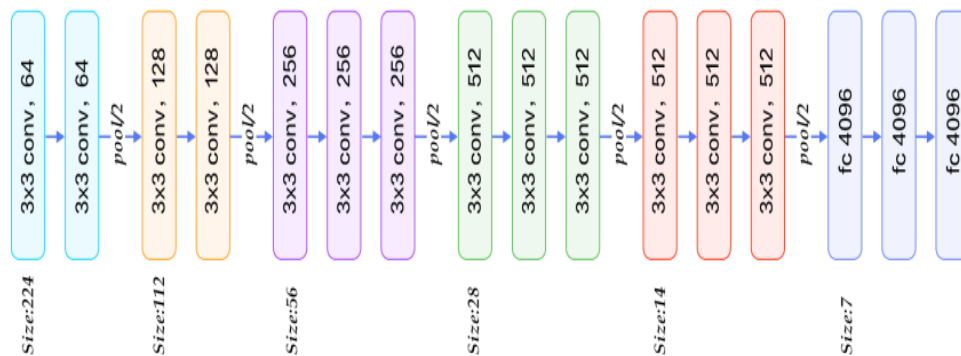 3x3 conv, 64
3x3 conv, 64
pool/2
3x3 conv, 128
3x3 conv, 128
pool/2
3x3 conv, 256
3x3 conv, 256
3x3 conv, 256
pool/2
3x3 conv, 512
3x3 conv, 512
3x3 conv, 512
pool/2
3x3 conv, 512
3x3 conv, 512
3x3 conv, 512
pool/2
fc 4096
fc 4096
fc 4096
Size:224
Size:112
Size:56
Size:28
Size:14
Size:7